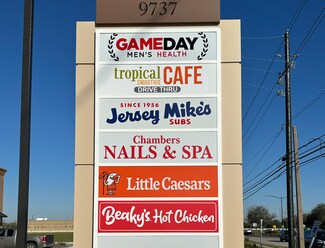 9737
GAMEDAY
MEN'S HEALTH
tropical
SMOOTHIE
CAFE
DRIVE THRU
SINCE 1956
Jersey Mike's
SUBS
Chambers
NAILS & SPA
Little Caesars
Beaky's Hot Chicken